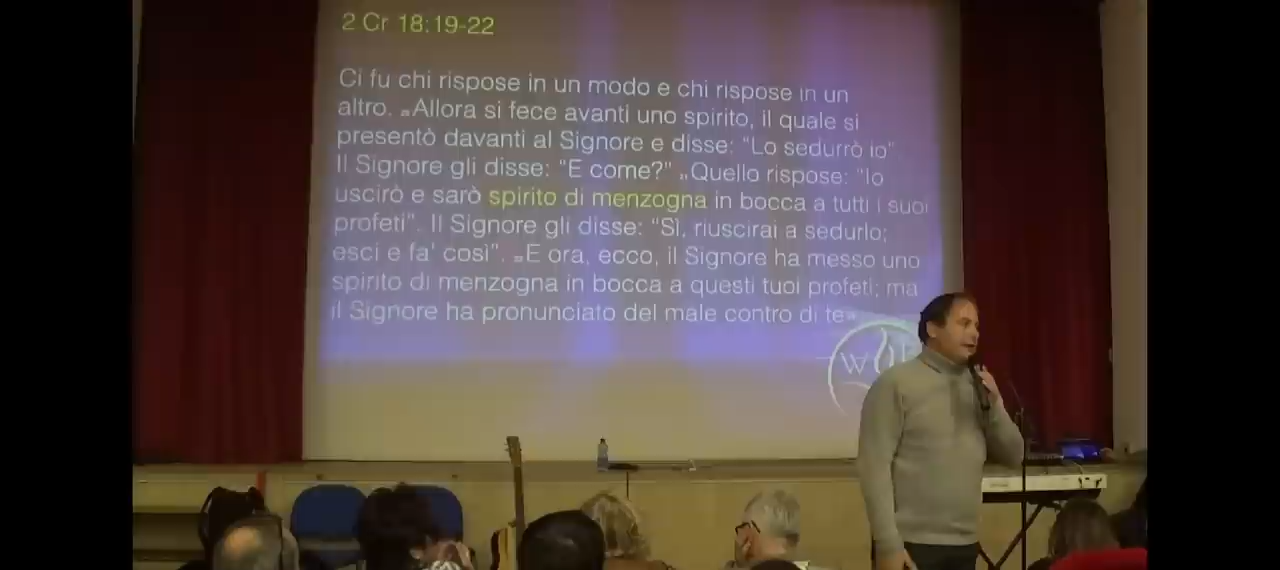 2 Cr 18:19-22
Ci fu chi rispose in un modo e chi rispose in un
altro. Allora si fece avanti uno spirito, il quale si
presentò davanti al Signore e disse: “Lo sedurrò io”.
Il Signore gli disse: “E come?” Quello rispose: “Io
uscirò e sarò spirito di menzogna in bocca a tutti i suoi
profeti”. Il Signore gli disse: “Sì, riuscirai a sedurlo;
esci e fa' così”. E ora, ecco, il Signore ha messo uno
spirito di menzogna in bocca a questi tuoi profeti; ma
il Signore ha pronunciato del male contro di te»